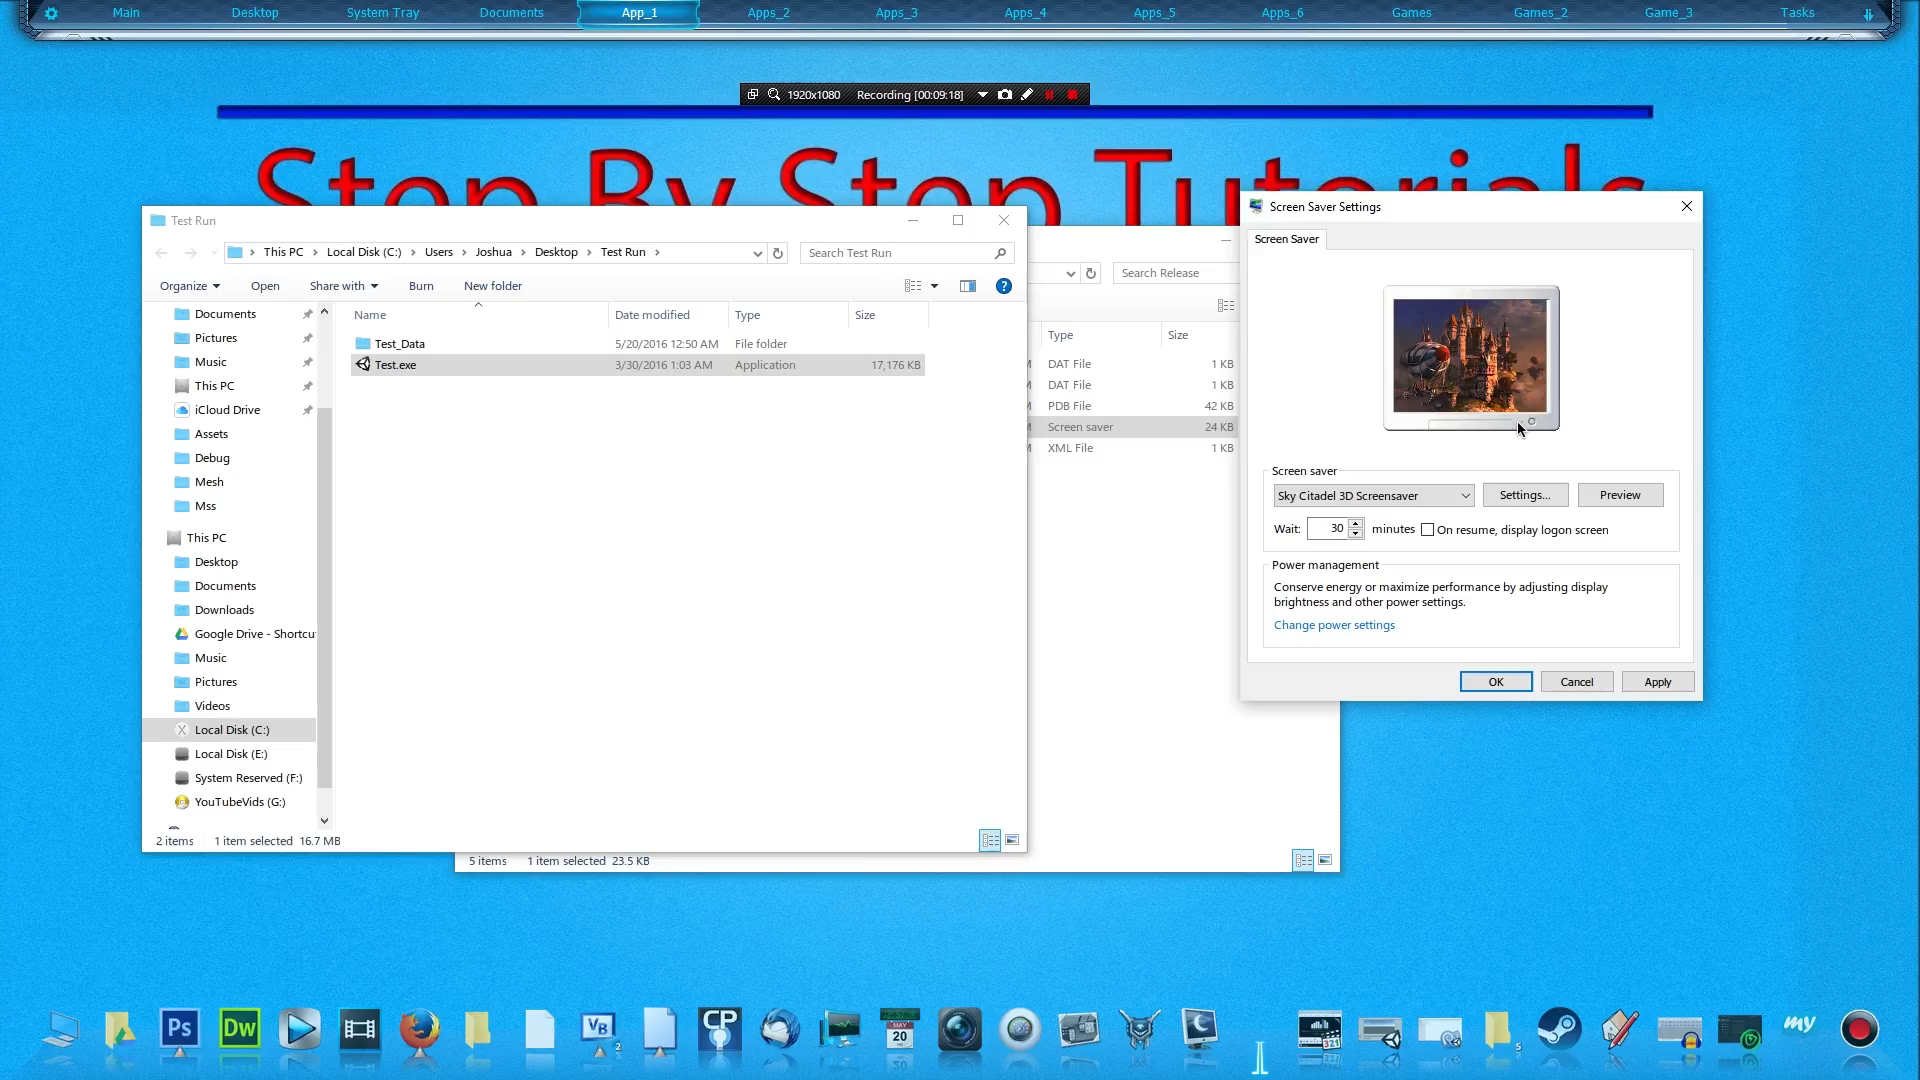 Main Desktop System Tray Documents App_1 Apps_2 Apps_3 Apps_4 Apps_5 Apps_6 Games Games_2 Game_3 Tasks
1920x1080 Recording [00:09:18]
Step By Step Tutorials
Test Run
This PC Local Disk (C:) Users Joshua Desktop Test Run
Search Test Run
Organize Open Share with Burn New folder
Name Date modified Type Size
Test_Data 5/20/2016 12:50 AM File folder
Test.exe 3/30/2016 1:03 AM Application 17,176 KB
Documents
Pictures
Music
This PC
iCloud Drive
Assets
Debug
Mesh
Mss
This PC
Desktop
Documents
Downloads
Google Drive - Shortcu
Music
Pictures
Videos
Local Disk (C:)
Local Disk (E:)
System Reserved (F:)
YouTubeVids (G:)
2 items 1 item selected 16.7 MB
Search Release
Type Size
DAT File 1 KB
DAT File 1 KB
PDB File 42 KB
Screen saver 24 KB
XML File 1 KB
5 items 1 item selected 23.5 KB
Screen Saver Settings
Screen Saver
Screen saver
Sky Citadel 3D Screensaver Settings... Preview
Wait: 30 minutes On resume, display logon screen
Power management
Conserve energy or maximize performance by adjusting display
brightness and other power settings.
Change power settings
OK Cancel Apply
Ps Dw VB 2 CP MAY 20 321 5 my